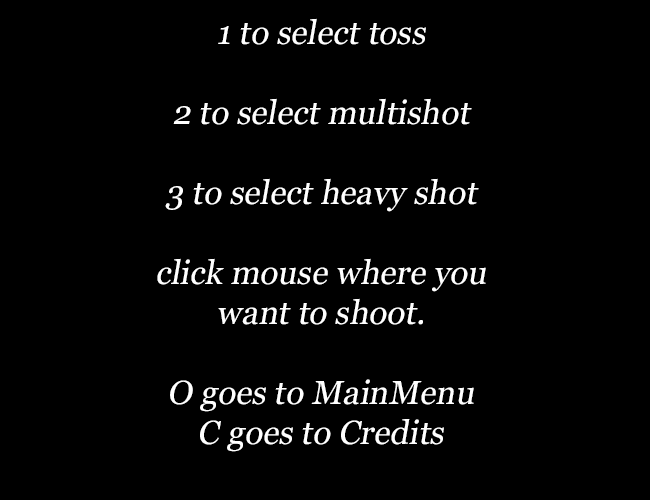 1 to select toss
2 to select multishot
3 to select heavy shot
click mouse where you
want to shoot.
O goes to MainMenu
C goes to Credits